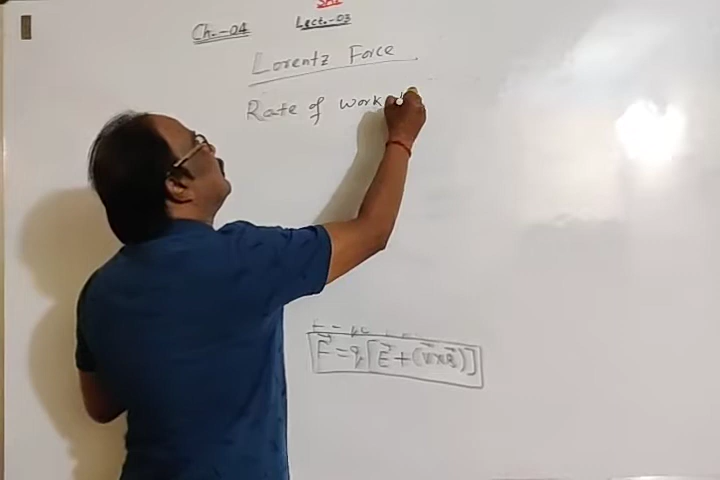 Ch.-04 Lect.-03
Lorentz Force
Rate of work
F⃗ = q[E⃗ + (V⃗×B⃗)]